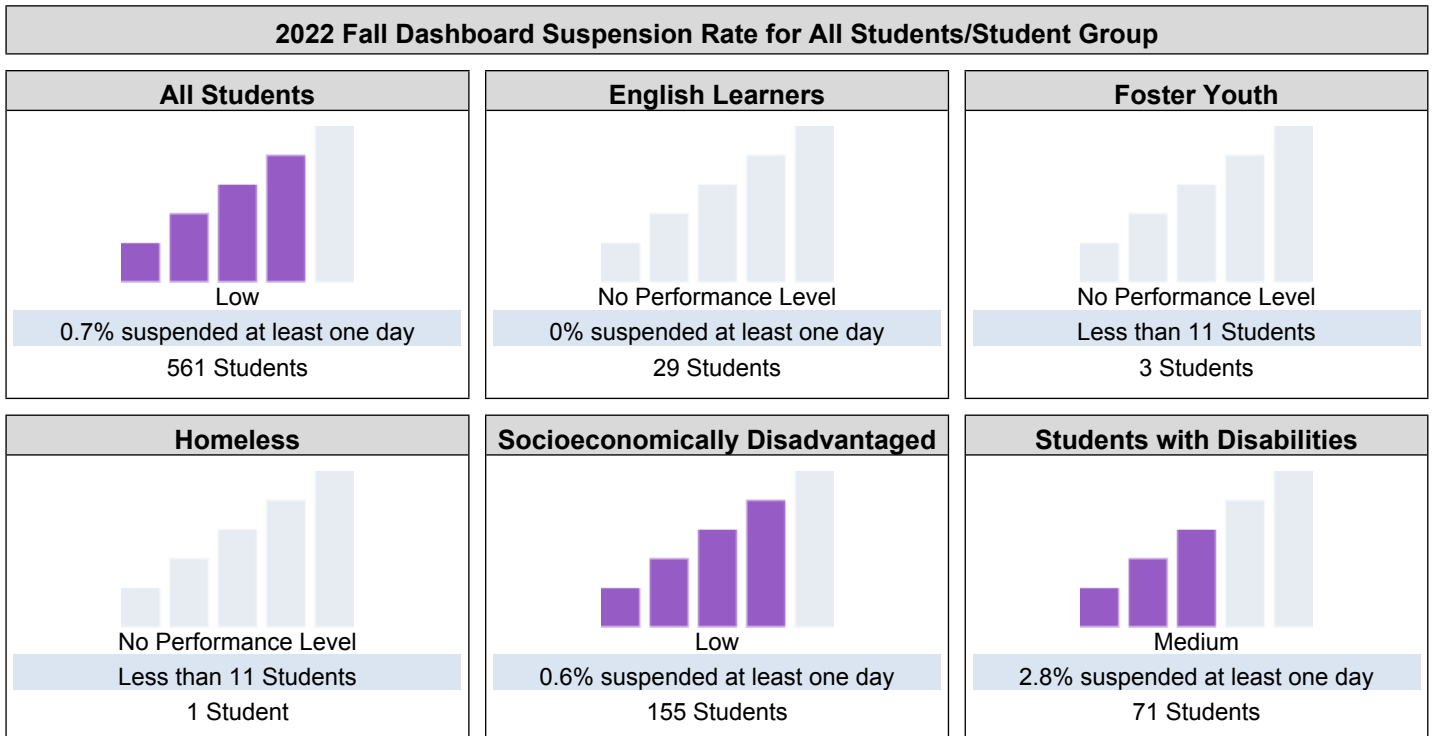 2022 Fall Dashboard Suspension Rate for All Students/Student Group
All Students
Low
0.7% suspended at least one day
561 Students
English Learners
No Performance Level
0% suspended at least one day
29 Students
Foster Youth
No Performance Level
Less than 11 Students
3 Students
Homeless
No Performance Level
Less than 11 Students
1 Student
Socioeconomically Disadvantaged
Low
0.6% suspended at least one day
155 Students
Students with Disabilities
Medium
2.8% suspended at least one day
71 Students